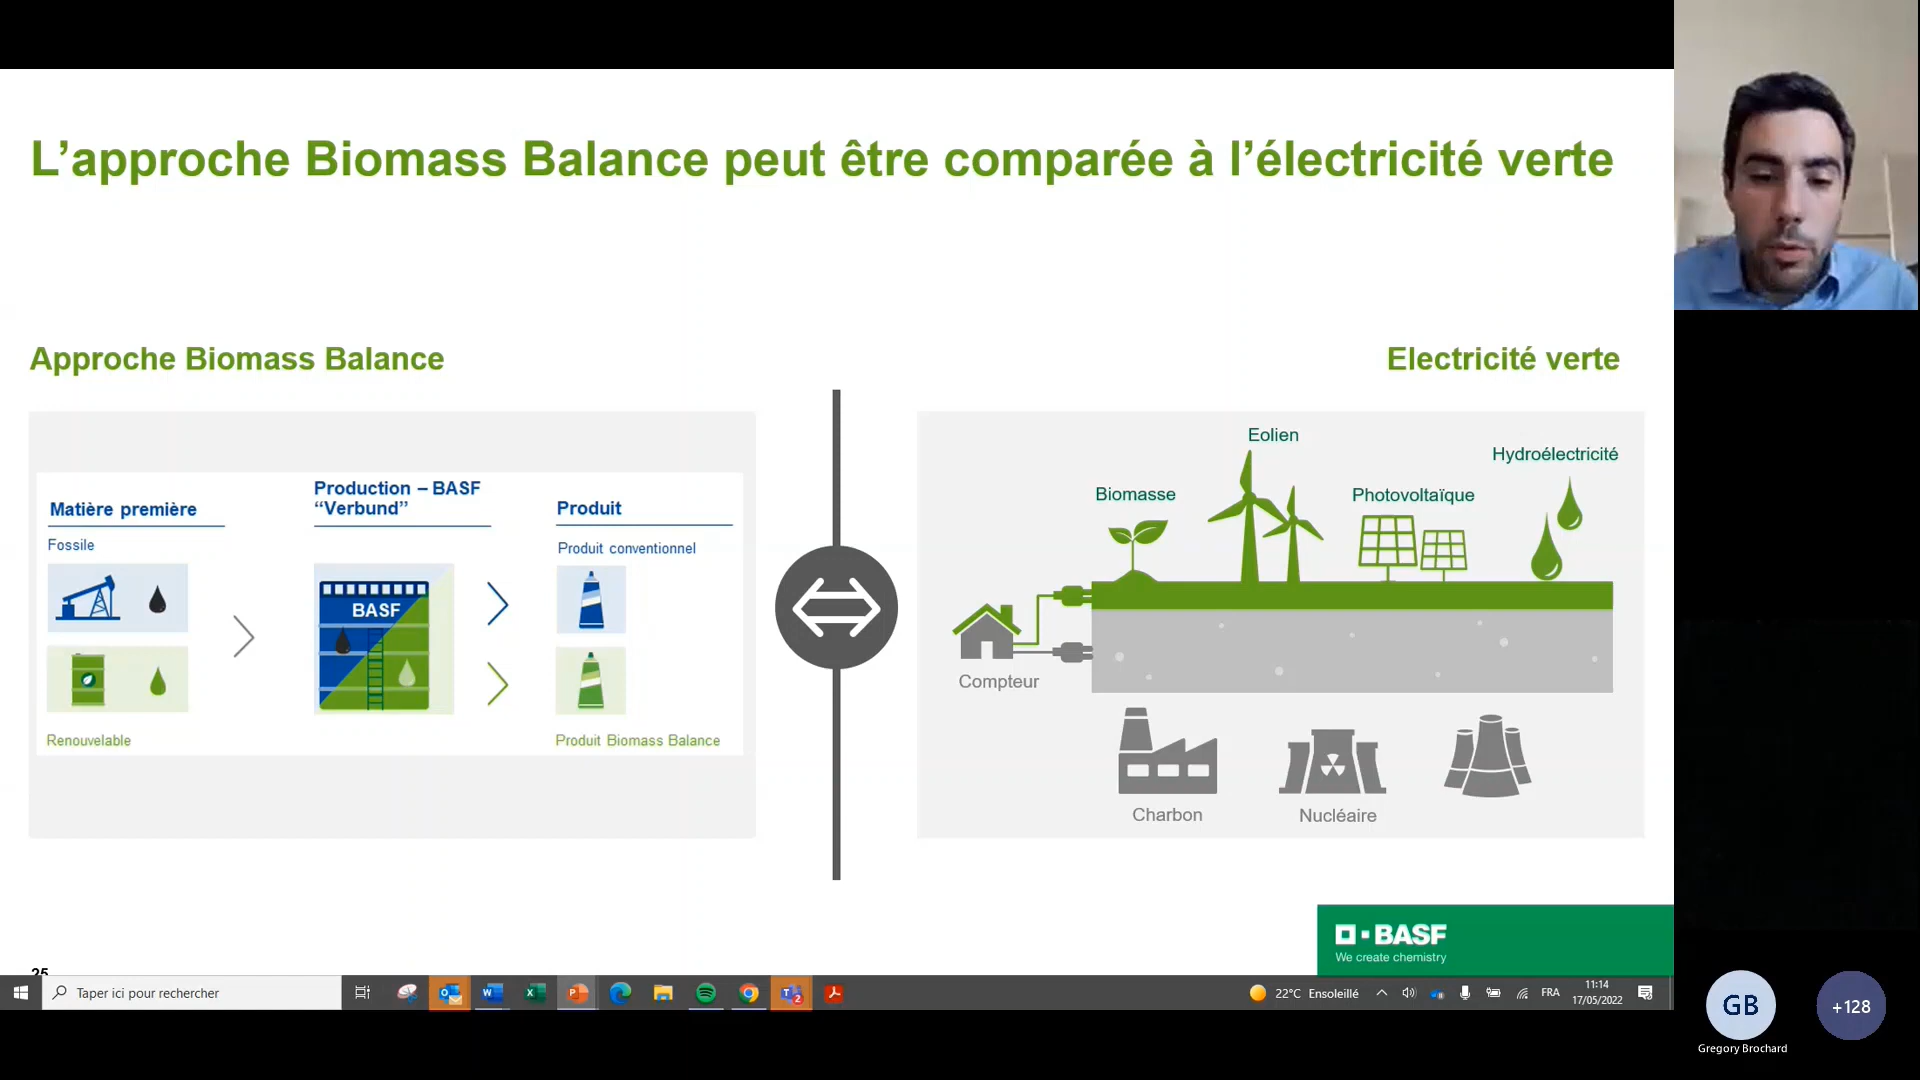 L’approche Biomass Balance peut être comparée à l’électricité verte
Approche Biomass Balance
Electricité verte
Matière première
Production – BASF
“Verbund”
Produit
Fossile
Produit conventionnel
BASF
Renouvelable
Produit Biomass Balance
Eolien
Hydroélectricité
Biomasse
Photovoltaïque
Compteur
Charbon
Nucléaire
BASF
We create chemistry
25
Taper ici pour rechercher
22°C Ensoleillé
FRA
11:14
17/05/2022
GB
+128
Gregory Brochard